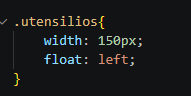 .utensilios{
    width: 150px;
    float: left;
}